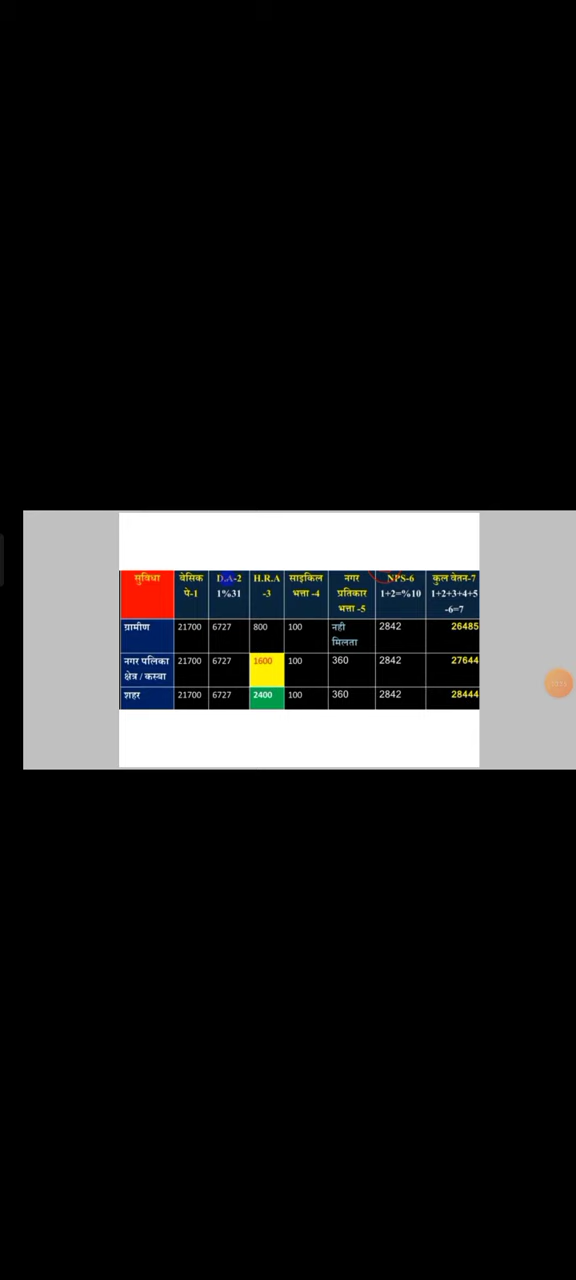 सुविधा बेसिक पे-1 D.A-2 1%31 H.R.A -3 साइकिल भत्ता -4 नगर प्रतिकार भत्ता -5 NPS-6 1+2=%10 कुल वेतन-7 1+2+3+4+5 -6=7
ग्रामीण 21700 6727 800 100 नही मिलता 2842 26485
नगर पलिका क्षेत्र / कस्बा 21700 6727 1600 100 360 2842 27644
शहर 21700 6727 2400 100 360 2842 28444